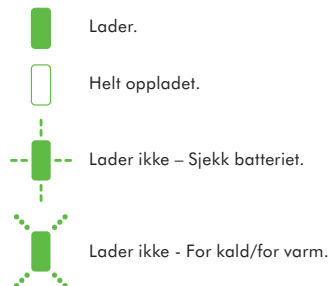 Lader.
Helt oppladet.
Lader ikke – Sjekk batteriet.
Lader ikke - For kald/for varm.